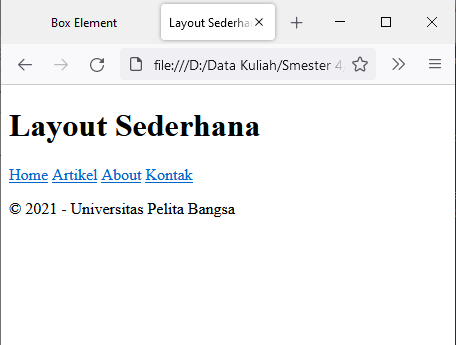 Box Element
Layout Sederha
file:///D:/Data Kuliah/Smester 4
Layout Sederhana
Home Artikel About Kontak
© 2021 - Universitas Pelita Bangsa